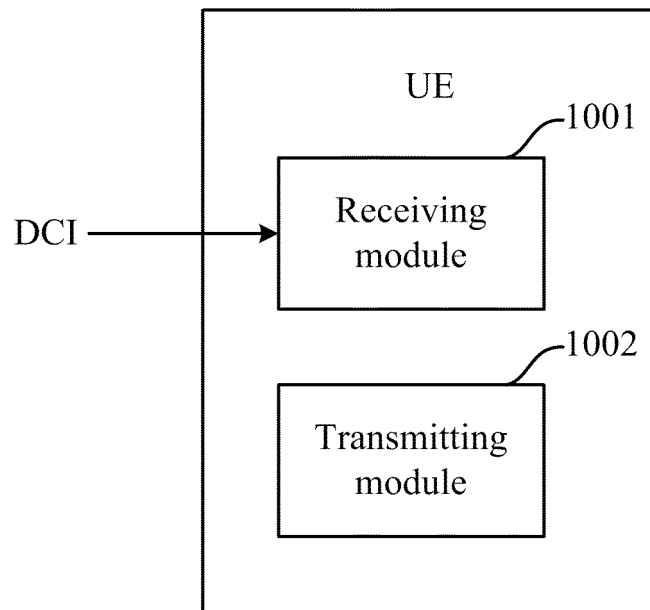 UE
1001
DCI
Receiving
module
1002
Transmitting
module